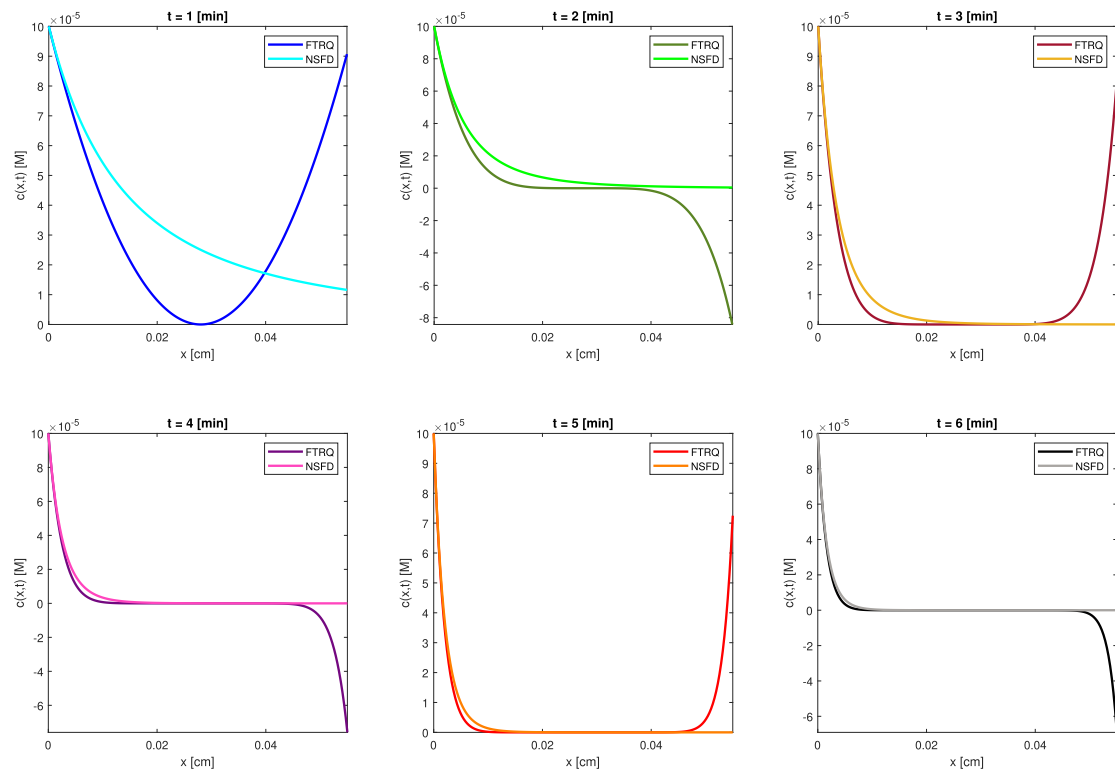 t = 1 [min]
×10⁻⁵
10
9
8
7
6
5
4
3
2
1
0
c(x,t) [M]
FTRQ
NSFD
0
0.02
0.04
x [cm]
t = 2 [min]
×10⁻⁵
10
8
6
4
2
0
-2
-4
-6
-8
c(x,t) [M]
FTRQ
NSFD
0
0.02
0.04
x [cm]
t = 3 [min]
×10⁻⁵
10
9
8
7
6
5
4
3
2
1
0
c(x,t) [M]
FTRQ
NSFD
0
0.02
0.04
x [cm]
t = 4 [min]
×10⁻⁵
10
8
6
4
2
0
-2
-4
-6
c(x,t) [M]
FTRQ
NSFD
0
0.02
0.04
x [cm]
t = 5 [min]
×10⁻⁵
10
9
8
7
6
5
4
3
2
1
0
c(x,t) [M]
FTRQ
NSFD
0
0.02
0.04
x [cm]
t = 6 [min]
×10⁻⁵
10
8
6
4
2
0
-2
-4
-6
c(x,t) [M]
FTRQ
NSFD
0
0.02
0.04
x [cm]